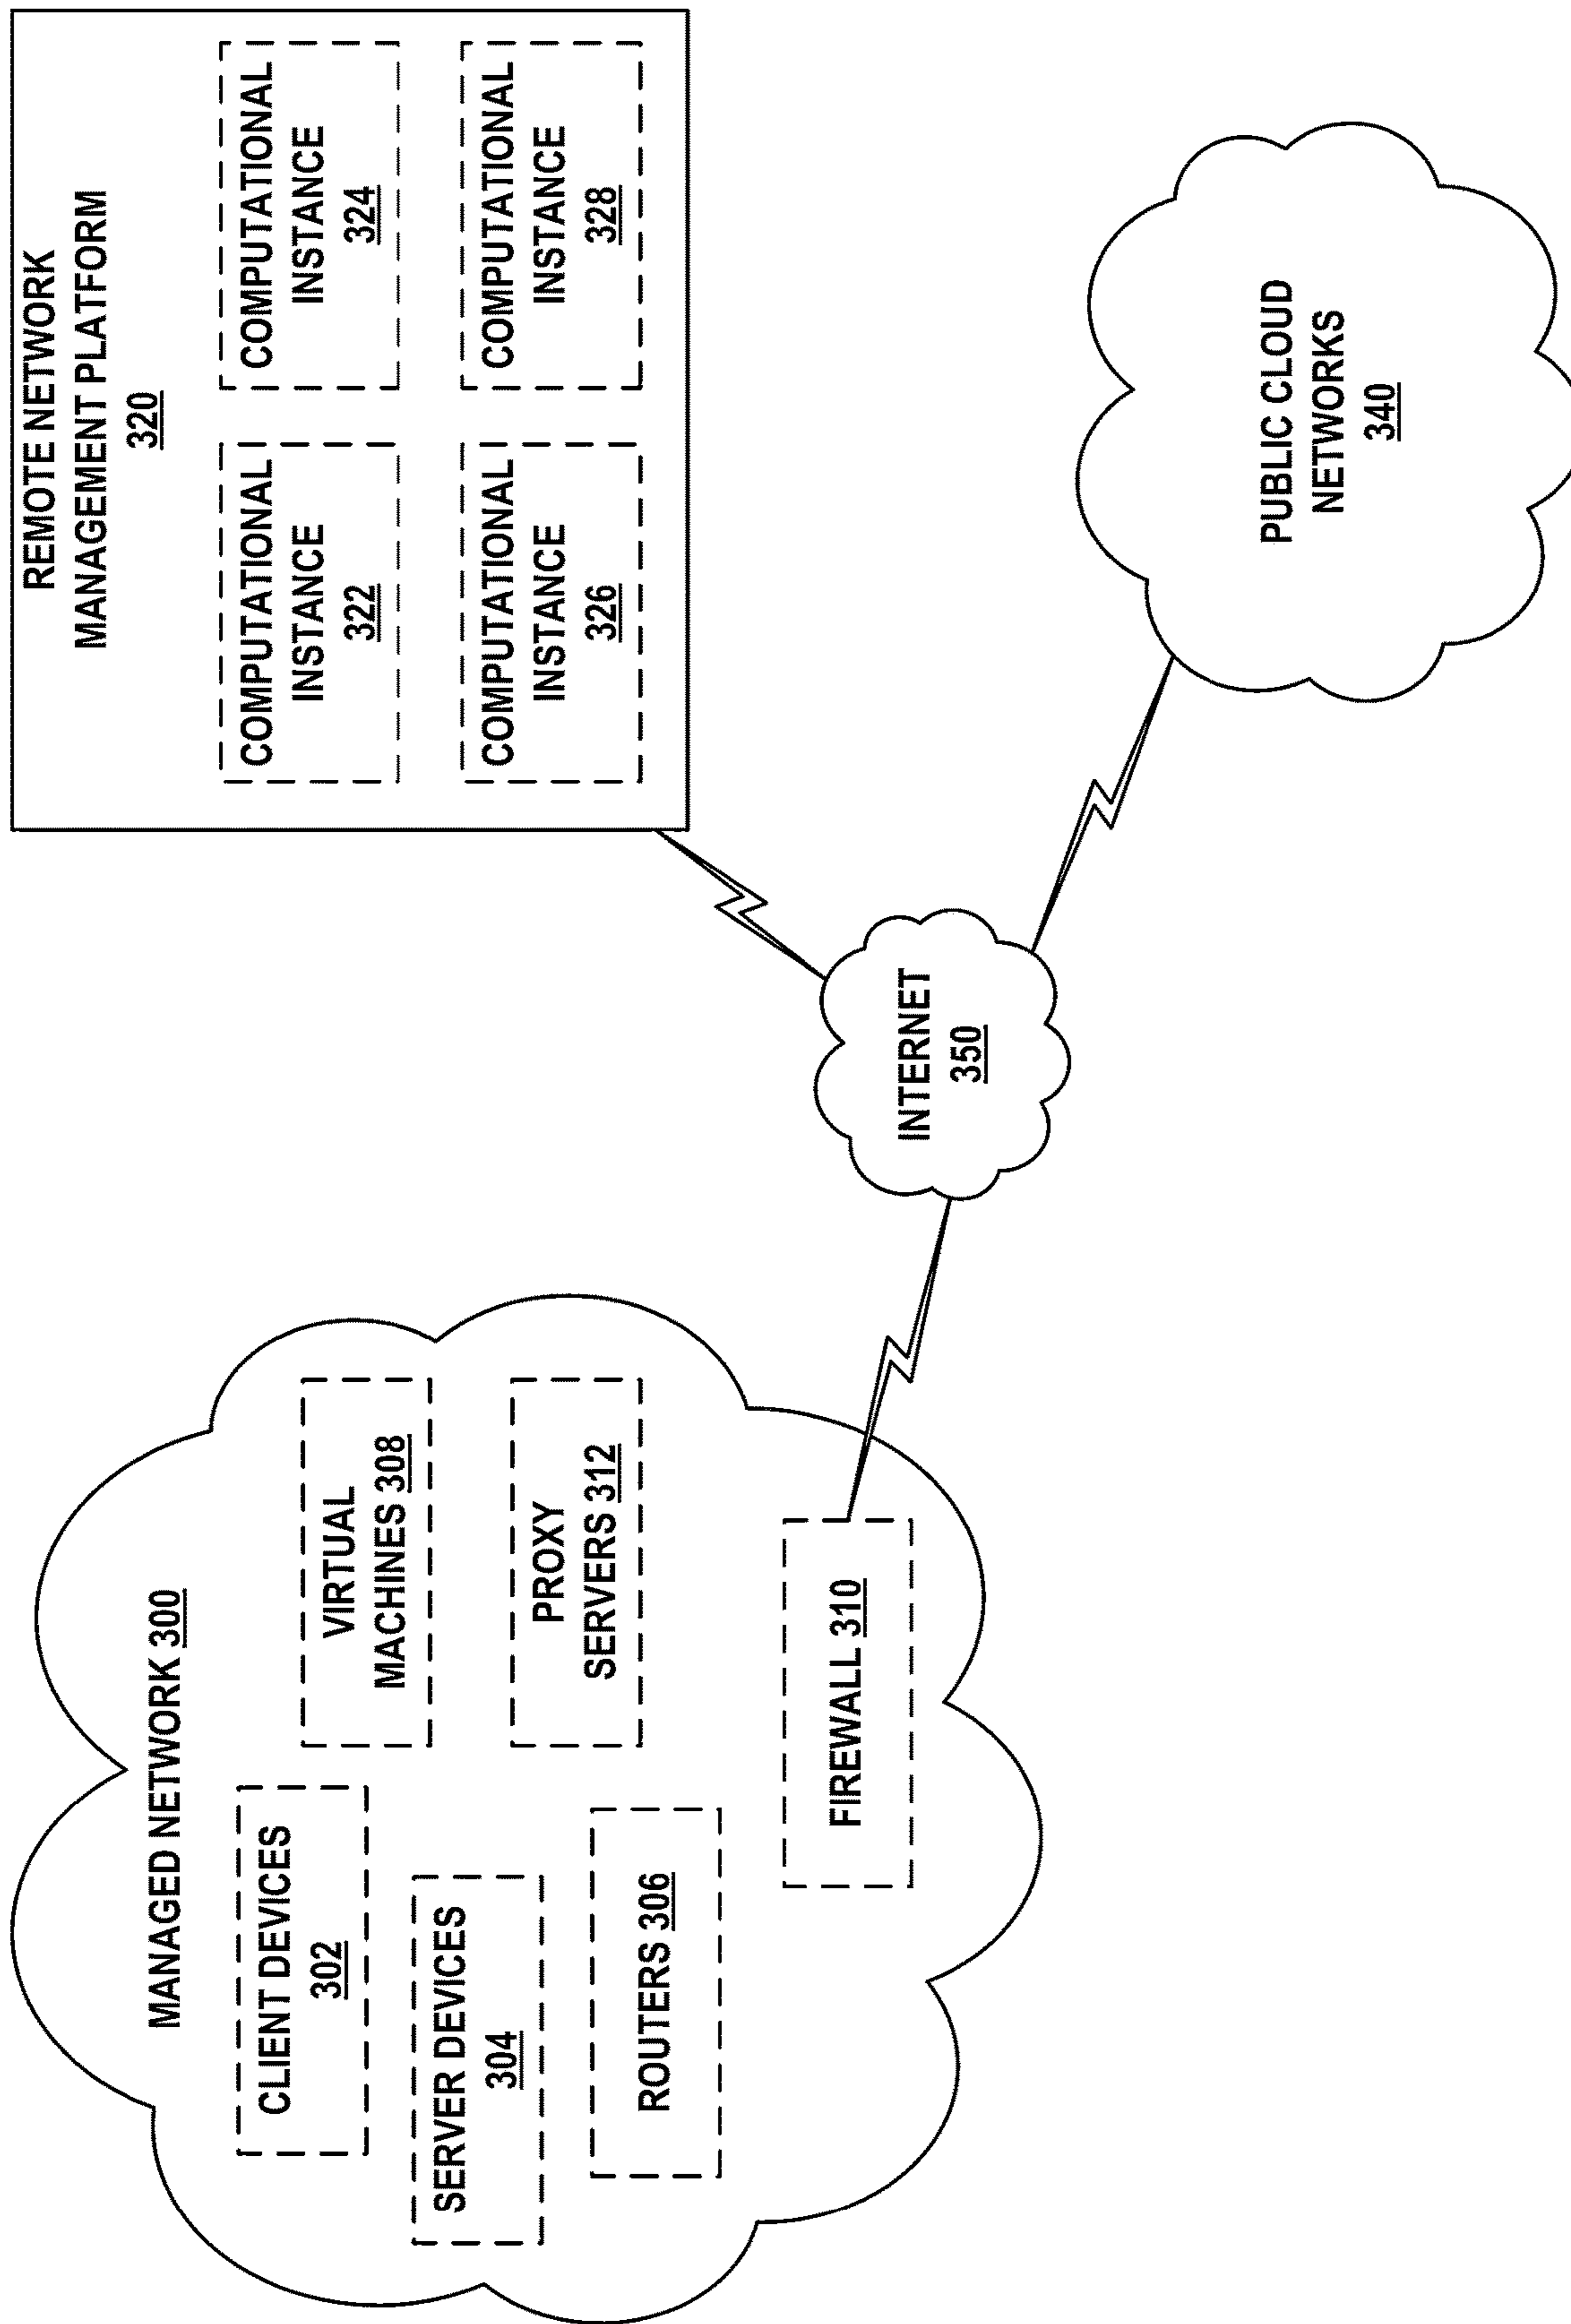 MANAGED NETWORK 300
CLIENT DEVICES
302
VIRTUAL
MACHINES 308
SERVER DEVICES
304
PROXY
SERVERS 312
ROUTERS 306
FIREWALL 310
INTERNET
350
REMOTE NETWORK
MANAGEMENT PLATFORM
320
COMPUTATIONAL
INSTANCE
322
COMPUTATIONAL
INSTANCE
324
COMPUTATIONAL
INSTANCE
326
COMPUTATIONAL
INSTANCE
328
PUBLIC CLOUD
NETWORKS
340